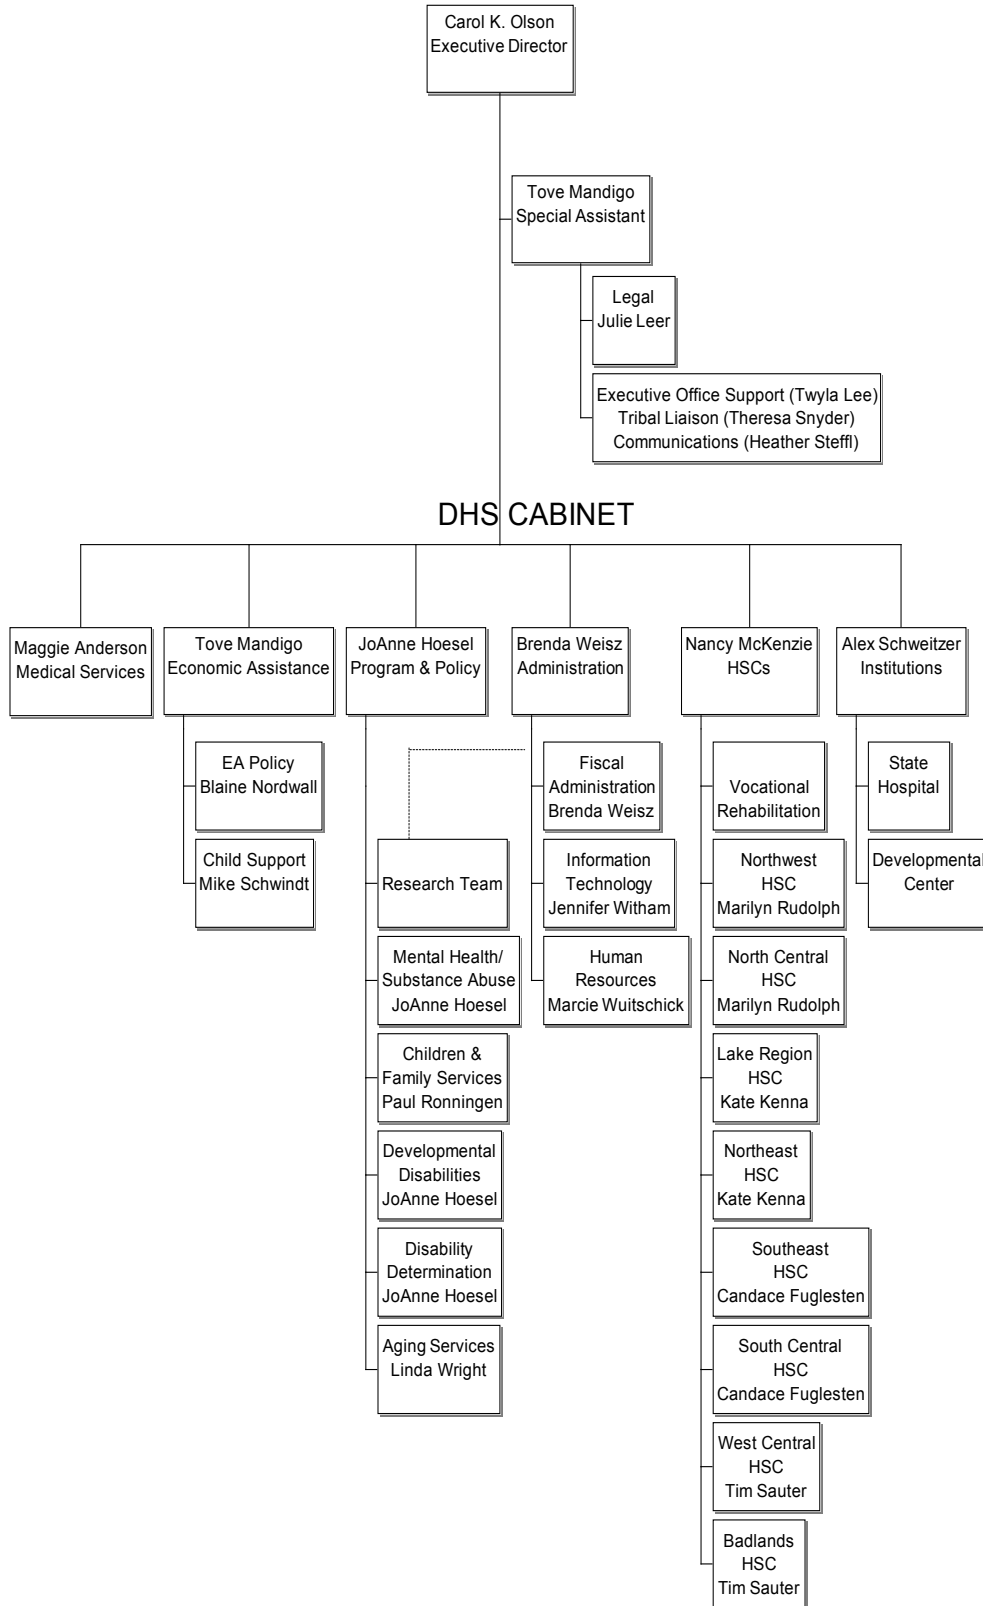 Carol K. Olson
Executive Director
Tove Mandigo
Special Assistant
Legal
Julie Leer
Executive Office Support (Twyla Lee)
Tribal Liaison (Theresa Snyder)
Communications (Heather Steffl)
DHS CABINET
Maggie Anderson
Medical Services
Tove Mandigo
Economic Assistance
EA Policy
Blaine Nordwall
Child Support
Mike Schwindt
JoAnne Hoesel
Program & Policy
Research Team
Mental Health/
Substance Abuse
JoAnne Hoesel
Children &
Family Services
Paul Ronningen
Developmental
Disabilities
JoAnne Hoesel
Disability
Determination
JoAnne Hoesel
Aging Services
Linda Wright
Brenda Weisz
Administration
Fiscal
Administration
Brenda Weisz
Information
Technology
Jennifer Witham
Human
Resources
Marcie Wuitschick
Nancy McKenzie
HSCs
Vocational
Rehabilitation
Northwest
HSC
Marilyn Rudolph
North Central
HSC
Marilyn Rudolph
Lake Region
HSC
Kate Kenna
Northeast
HSC
Kate Kenna
Southeast
HSC
Candace Fuglesten
South Central
HSC
Candace Fuglesten
West Central
HSC
Tim Sauter
Badlands
HSC
Tim Sauter
Alex Schweitzer
Institutions
State
Hospital
Developmental
Center